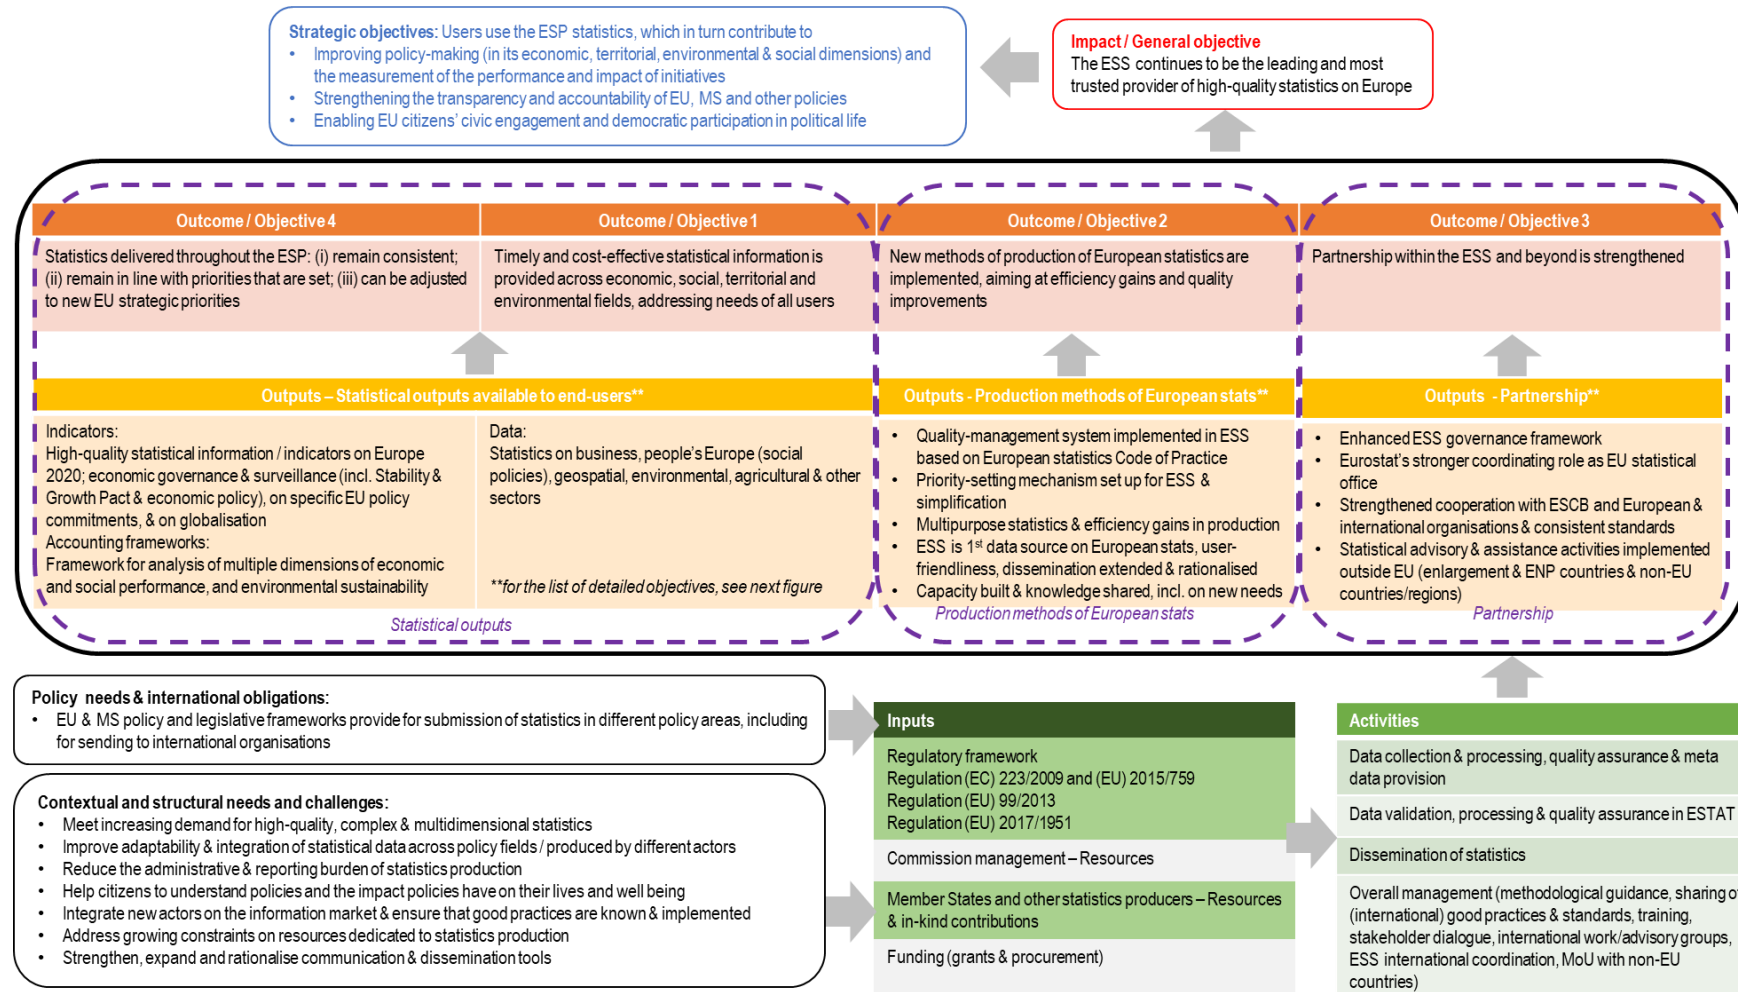 Strategic objectives: Users use the ESP statistics, which in turn contribute to
• Improving policy-making (in its economic, territorial, environmental & social dimensions) and
the measurement of the performance and impact of initiatives
• Strengthening the transparency and accountability of EU, MS and other policies
• Enabling EU citizens' civic engagement and democratic participation in political life
Impact / General objective
The ESS continues to be the leading and most
trusted provider of high-quality statistics on Europe
Outcome / Objective 4
Statistics delivered throughout the ESP: (i) remain consistent;
(ii) remain in line with priorities that are set; (iii) can be adjusted
to new EU strategic priorities
Outcome / Objective 1
Timely and cost-effective statistical information is
provided across economic, social, territorial and
environmental fields, addressing needs of all users
Outcome / Objective 2
New methods of production of European statistics are
implemented, aiming at efficiency gains and quality
improvements
Outcome / Objective 3
Partnership within the ESS and beyond is strengthened
Outputs – Statistical outputs available to end-users**
Indicators:
High-quality statistical information / indicators on Europe
2020; economic governance & surveillance (incl. Stability &
Growth Pact & economic policy), on specific EU policy
commitments, & on globalisation
Accounting frameworks:
Framework for analysis of multiple dimensions of economic
and social performance, and environmental sustainability
Data:
Statistics on business, people's Europe (social
policies), geospatial, environmental, agricultural & other
sectors
**for the list of detailed objectives, see next figure
Statistical outputs
Outputs - Production methods of European stats**
• Quality-management system implemented in ESS
based on European statistics Code of Practice
• Priority-setting mechanism set up for ESS &
simplification
• Multipurpose statistics & efficiency gains in production
• ESS is 1st data source on European stats, user-
friendliness, dissemination extended & rationalised
• Capacity built & knowledge shared, incl. on new needs
Production methods of European stats
Outputs - Partnership**
• Enhanced ESS governance framework
• Eurostat's stronger coordinating role as EU statistical
office
• Strengthened cooperation with ESCB and European &
international organisations & consistent standards
• Statistical advisory & assistance activities implemented
outside EU (enlargement & ENP countries & non-EU
countries/regions)
Partnership
Policy needs & international obligations:
• EU & MS policy and legislative frameworks provide for submission of statistics in different policy areas, including
for sending to international organisations
Contextual and structural needs and challenges:
• Meet increasing demand for high-quality, complex & multidimensional statistics
• Improve adaptability & integration of statistical data across policy fields / produced by different actors
• Reduce the administrative & reporting burden of statistics production
• Help citizens to understand policies and the impact policies have on their lives and well being
• Integrate new actors on the information market & ensure that good practices are known & implemented
• Address growing constraints on resources dedicated to statistics production
• Strengthen, expand and rationalise communication & dissemination tools
Inputs
Regulatory framework
Regulation (EC) 223/2009 and (EU) 2015/759
Regulation (EU) 99/2013
Regulation (EU) 2017/1951
Commission management – Resources
Member States and other statistics producers – Resources
& in-kind contributions
Funding (grants & procurement)
Activities
Data collection & processing, quality assurance & meta
data provision
Data validation, processing & quality assurance in ESTAT
Dissemination of statistics
Overall management (methodological guidance, sharing of
(international) good practices & standards, training,
stakeholder dialogue, international work/advisory groups,
ESS international coordination, MoU with non-EU
countries)